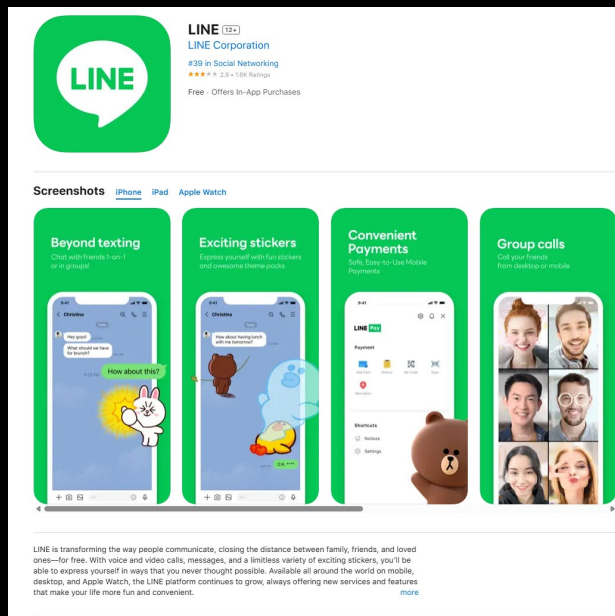 LINE 12+
LINE Corporation
#39 in Social Networking
★★★★★ 2.9 • 1.6K Ratings
Free · Offers In-App Purchases
LINE
Screenshots iPhone iPad Apple Watch
Beyond texting
Chat with friends 1-on-1
or in groups!
9:41
Christina
Hey guys!
What should we have
for brunch?
How about this?
Exciting stickers
Express yourself with fun stickers
and awesome theme packs
9:41
Christina
How about having lunch
with me tomorrow?
Convenient
Payments
Safe, Easy-to-Use Mobile
Payments
9:41
LINE Pay
Payment
Shortcuts
Notices
Settings
Group calls
Call your friends
from desktop or mobile
LINE is transforming the way people communicate, closing the distance between family, friends, and loved
ones—for free. With voice and video calls, messages, and a limitless variety of exciting stickers, you'll be
able to express yourself in ways that you never thought possible. Available all around the world on mobile,
desktop, and Apple Watch, the LINE platform continues to grow, always offering new services and features
that make your life more fun and convenient.
more